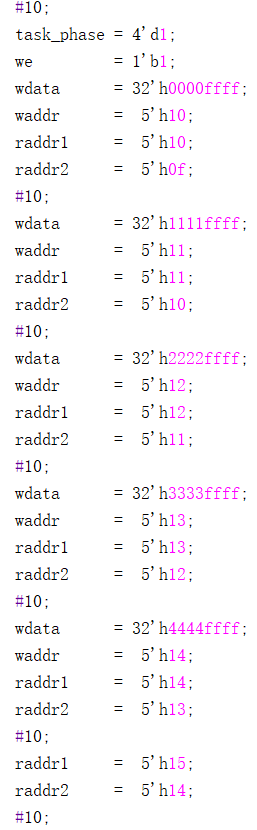 #10;
task_phase = 4'd1;
we         = 1'b1;
wdata      = 32'h0000ffff;
waddr      =  5'h10;
raddr1     =  5'h10;
raddr2     =  5'h0f;
#10;
wdata      = 32'h1111ffff;
waddr      =  5'h11;
raddr1     =  5'h11;
raddr2     =  5'h10;
#10;
wdata      = 32'h2222ffff;
waddr      =  5'h12;
raddr1     =  5'h12;
raddr2     =  5'h11;
#10;
wdata      = 32'h3333ffff;
waddr      =  5'h13;
raddr1     =  5'h13;
raddr2     =  5'h12;
#10;
wdata      = 32'h4444ffff;
waddr      =  5'h14;
raddr1     =  5'h14;
raddr2     =  5'h13;
#10;
raddr1     =  5'h15;
raddr2     =  5'h14;
#10;